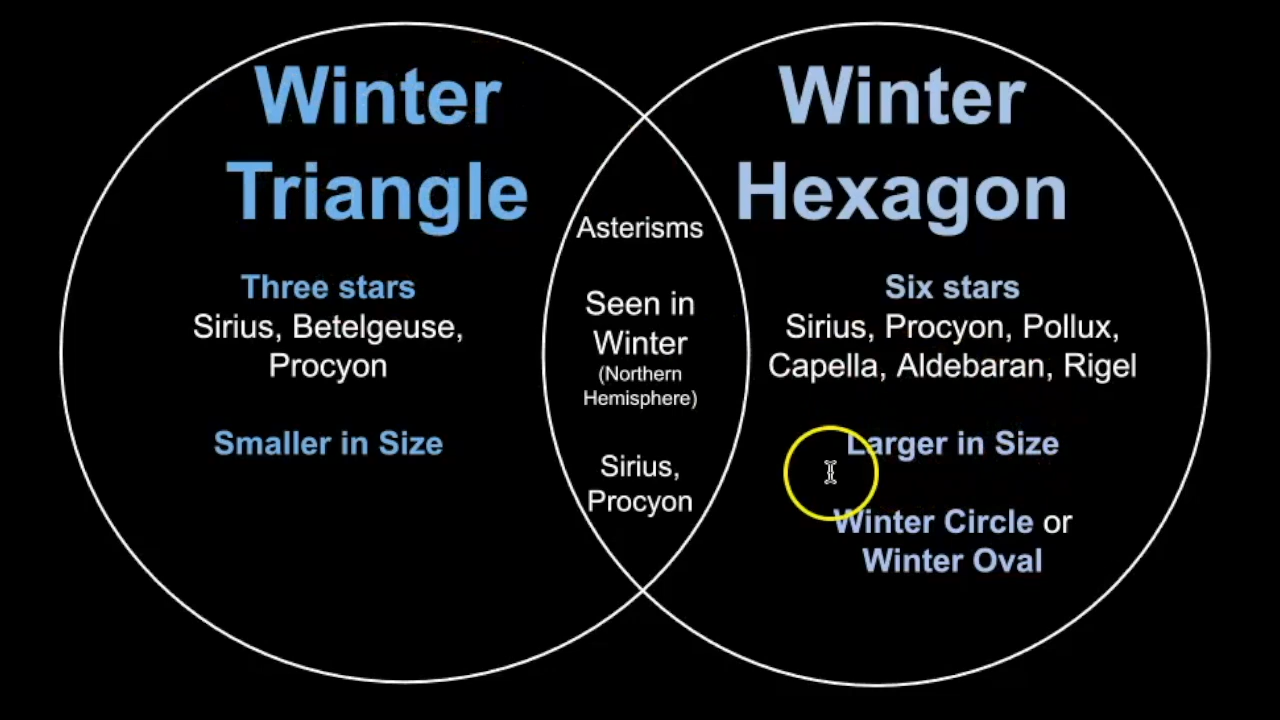 Winter
Triangle
Three stars
Sirius, Betelgeuse,
Procyon
Smaller in Size
Asterisms
Seen in
Winter
(Northern
Hemisphere)
Sirius,
Procyon
Winter
Hexagon
Six stars
Sirius, Procyon, Pollux,
Capella, Aldebaran, Rigel
Larger in Size
Winter Circle or
Winter Oval